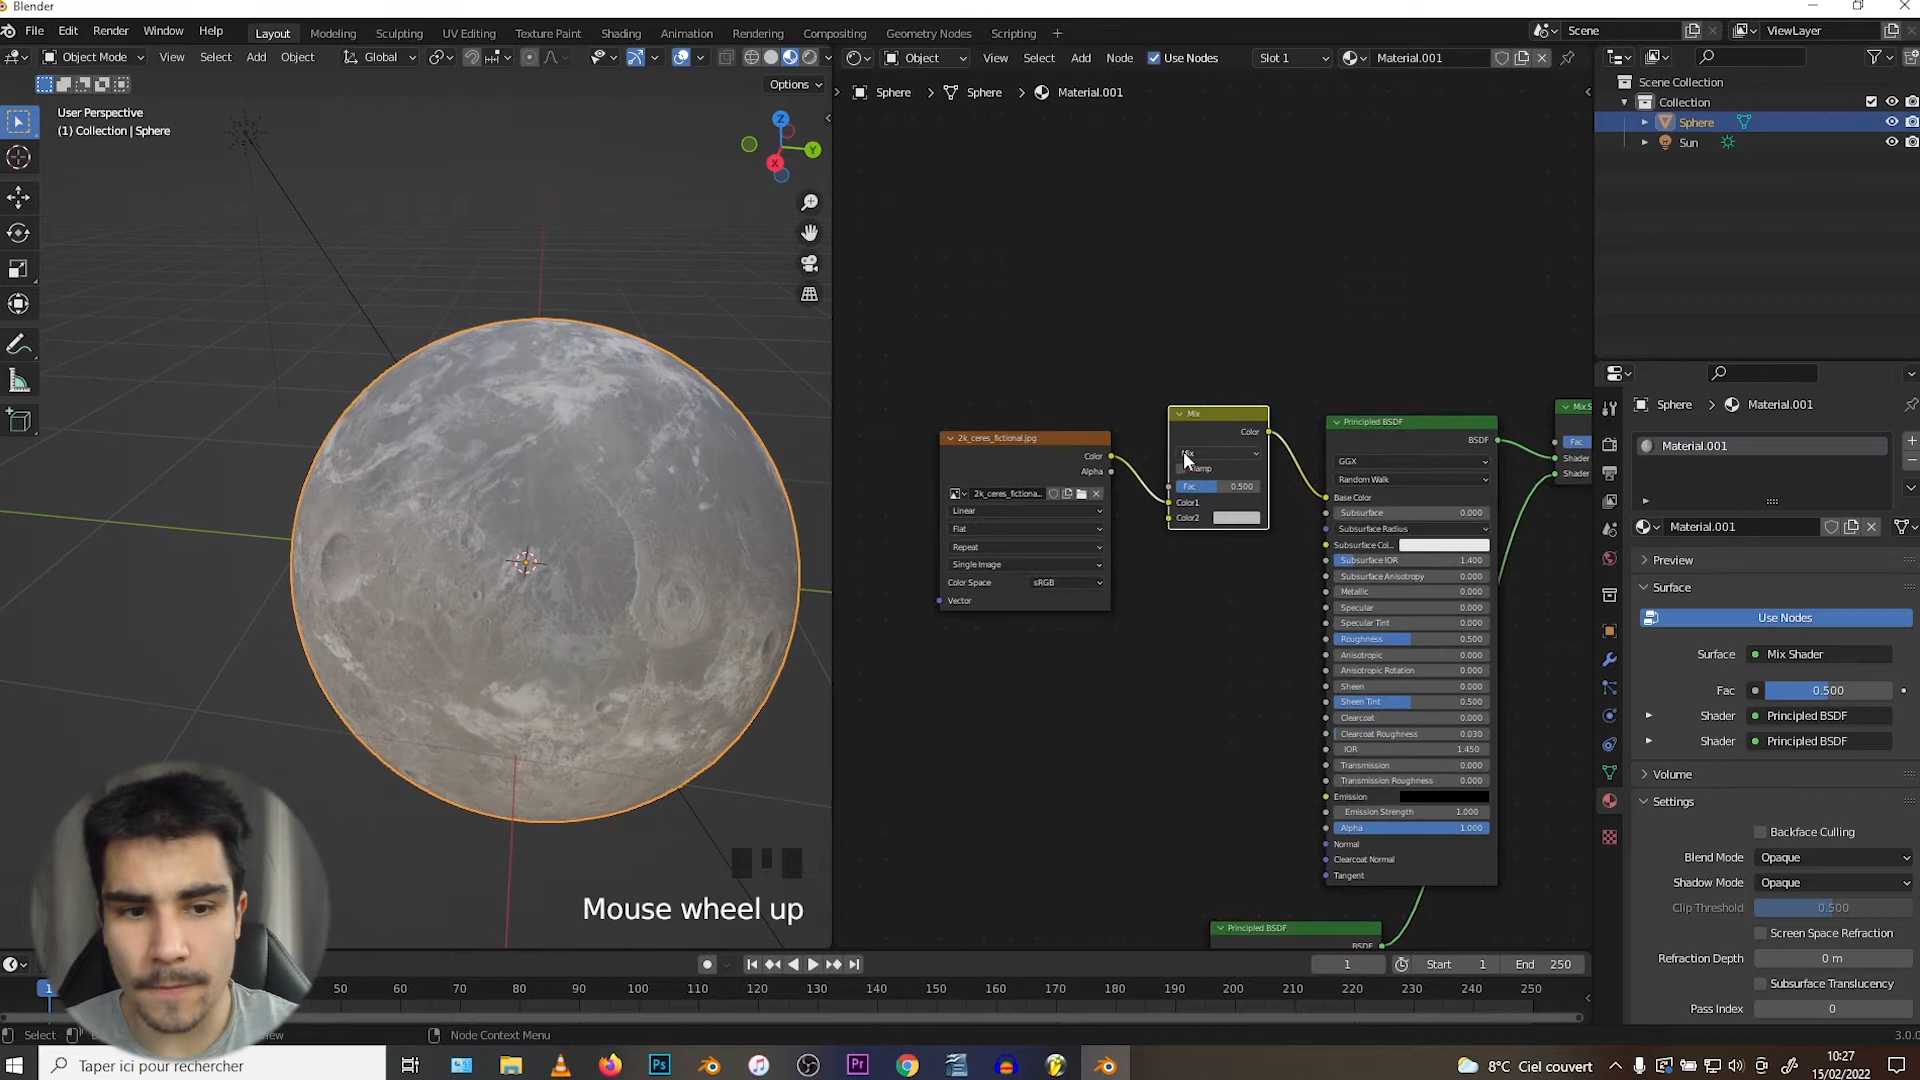 Blender
File Edit Render Window Help Layout Modeling Sculpting UV Editing Texture Paint Shading Animation Rendering Compositing Geometry Nodes Scripting + Scene ViewLayer
Object Mode View Select Add Object Global Object View Select Add Node Use Nodes Slot 1 Material.001
Options
User Perspective
(1) Collection | Sphere
Z
Y
X
Sphere > Sphere > Material.001
Scene Collection
Collection
Sphere
Sun
2k_ceres_fictional.jpg
Color
Alpha
2k_ceres_fictiona...
Linear
Flat
Repeat
Single Image
Color Space sRGB
Vector
Mix
Color
Mix
Fac 0.500
Color1
Color2
Principled BSDF
BSDF
GGX
Random Walk
Base Color
Subsurface 0.000
Subsurface Radius
Subsurface Col...
Subsurface IOR 1.400
Subsurface Anisotropy 0.000
Metallic 0.000
Specular 0.000
Specular Tint 0.000
Roughness 0.500
Anisotropic 0.000
Anisotropic Rotation 0.000
Sheen 0.000
Sheen Tint 0.500
Clearcoat 0.000
Clearcoat Roughness 0.030
IOR 1.450
Transmission 0.000
Transmission Roughness 0.000
Emission
Emission Strength 1.000
Alpha 1.000
Normal
Clearcoat Normal
Tangent
Mix S
Fac
Shader
Shader
Principled BSDF
BSDF
Sphere > Material.001
Material.001
Material.001
Preview
Surface
Use Nodes
Surface Mix Shader
Fac 0.500
Shader Principled BSDF
Shader Principled BSDF
Volume
Settings
Backface Culling
Blend Mode Opaque
Shadow Mode Opaque
Clip Threshold 0.500
Screen Space Refraction
Refraction Depth 0 m
Subsurface Translucency
Pass Index 0
Mouse wheel up
1 Start 1 End 250
1 50 60 70 80 90 100 110 120 130 140 150 160 170 180 190 200 210 220 230 240 250
Select Node Context Menu 3.0.0
Taper ici pour rechercher
Ps Pr
8°C Ciel couvert
10:27
15/02/2022